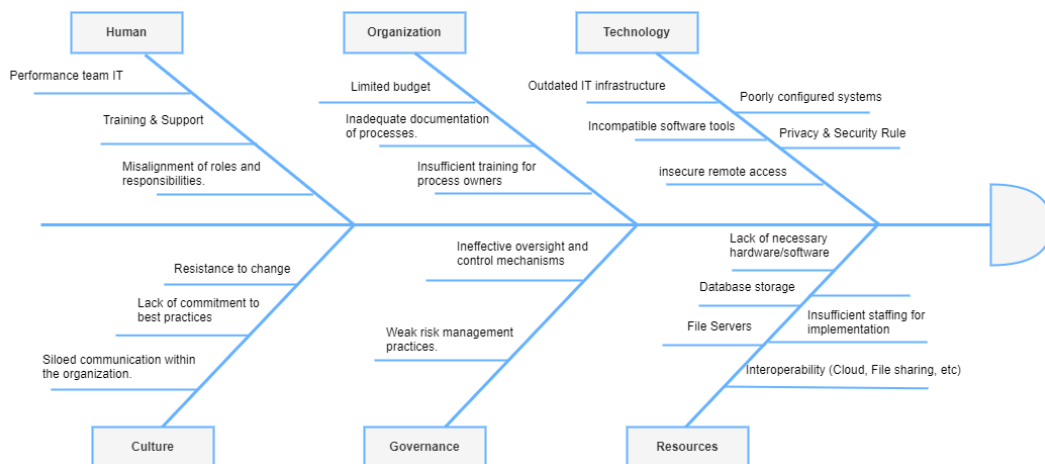 Human
Organization
Technology
Performance team IT
Training & Support
Misalignment of roles and
responsibilities.
Limited budget
Inadequate documentation
of processes.
Insufficient training for
process owners
Outdated IT infrastructure
Poorly configured systems
Incompatible software tools
Privacy & Security Rule
insecure remote access
Resistance to change
Lack of commitment to
best practices
Siloed communication within
the organization.
Ineffective oversight and
control mechanisms
Weak risk management
practices.
Lack of necessary
hardware/software
Database storage
File Servers
Insufficient staffing for
implementation
Interoperability (Cloud, File sharing, etc)
Culture
Governance
Resources